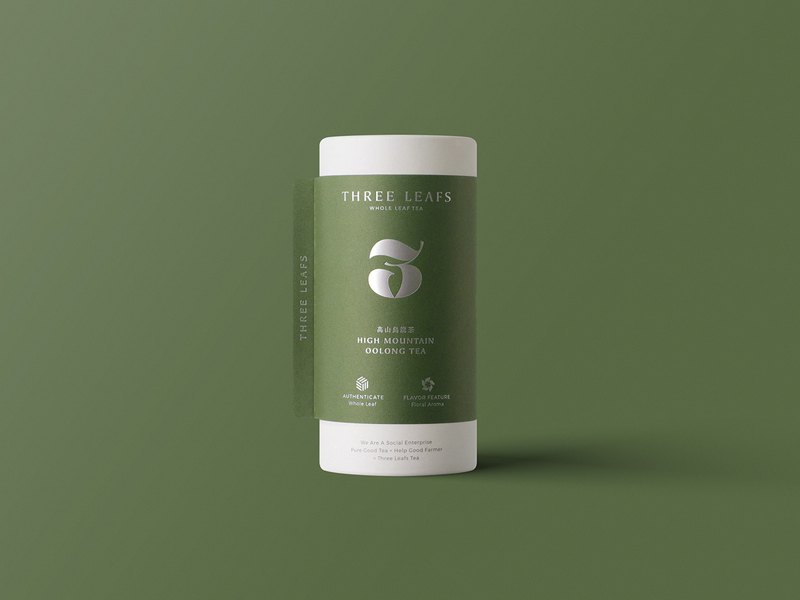 THREE LEAFS
WHOLE LEAF TEA
THREE LEAFS
3
高山烏龍茶
HIGH MOUNTAIN
OOLONG TEA
AUTHENTICATE
Whole Leaf
FLAVOR FEATURE
Floral Aroma
We Are A Social Enterprise
Pure Good Tea + Help Good Farmer
= Three Leafs Tea